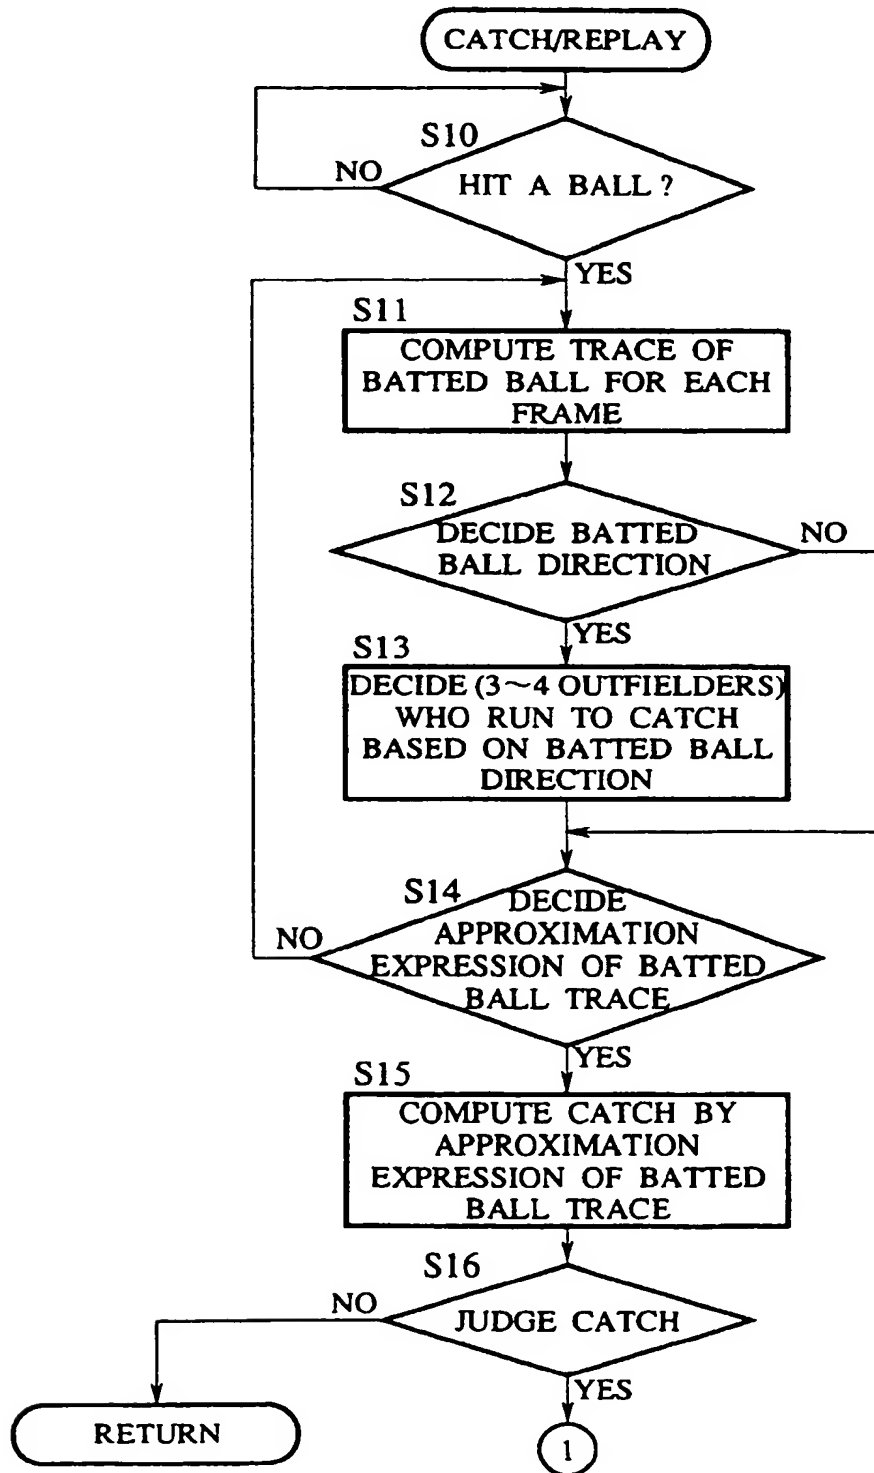 CATCH/REPLAY
S10
NO
HIT A BALL ?
YES
S11
COMPUTE TRACE OF
BATTED BALL FOR EACH
FRAME
S12
DECIDE BATTED
BALL DIRECTION
NO
YES
S13
DECIDE (3～4 OUTFIELDERS)
WHO RUN TO CATCH
BASED ON BATTED BALL
DIRECTION
S14
NO
DECIDE
APPROXIMATION
EXPRESSION OF BATTED
BALL TRACE
YES
S15
COMPUTE CATCH BY
APPROXIMATION
EXPRESSION OF BATTED
BALL TRACE
S16
NO
JUDGE CATCH
YES
RETURN
1